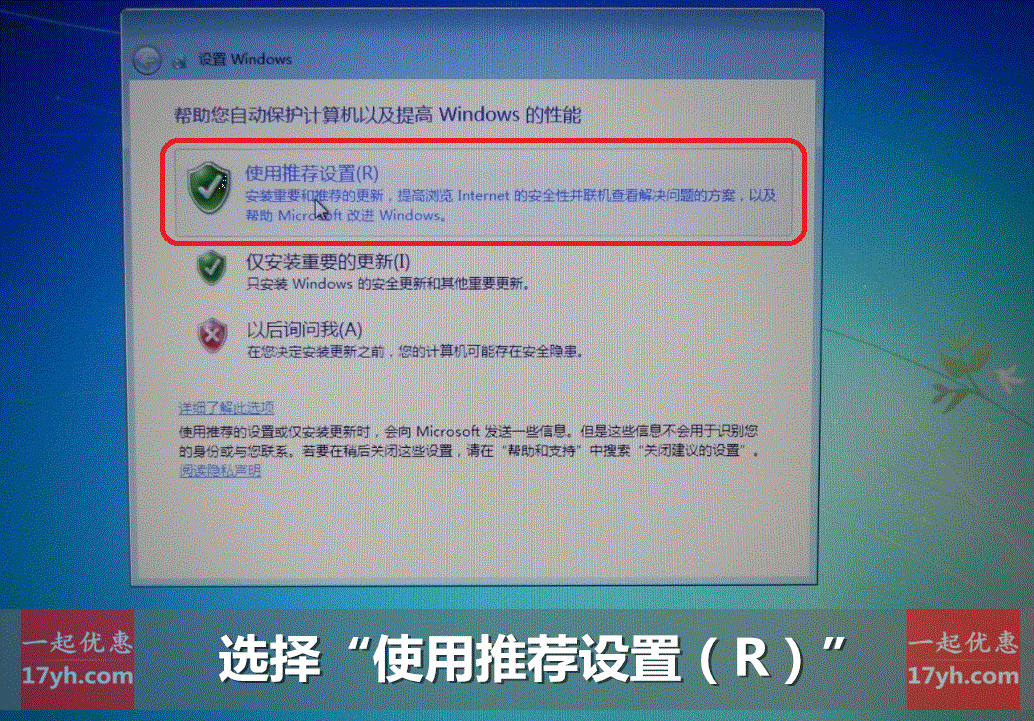 设置 Windows
帮助您自动保护计算机以及提高 Windows 的性能
使用推荐设置(R)
安装重要和推荐的更新，提高浏览 Internet 的安全性并联机查看解决问题的方案，以及
帮助 Microsoft 改进 Windows。
仅安装重要的更新(I)
只安装 Windows 的安全更新和其他重要更新。
以后询问我(A)
在您决定安装更新之前，您的计算机可能存在安全隐患。
详细了解此选项
使用推荐的设置或仅安装更新时，会向 Microsoft 发送一些信息。但是这些信息不会用于识别您
的身份或与您联系。若要在稍后关闭这些设置，请在“帮助和支持”中搜索“关闭建议的设置”。
阅读隐私声明
一起优惠
17yh.com
选择“使用推荐设置（R）”
一起优惠
17yh.com